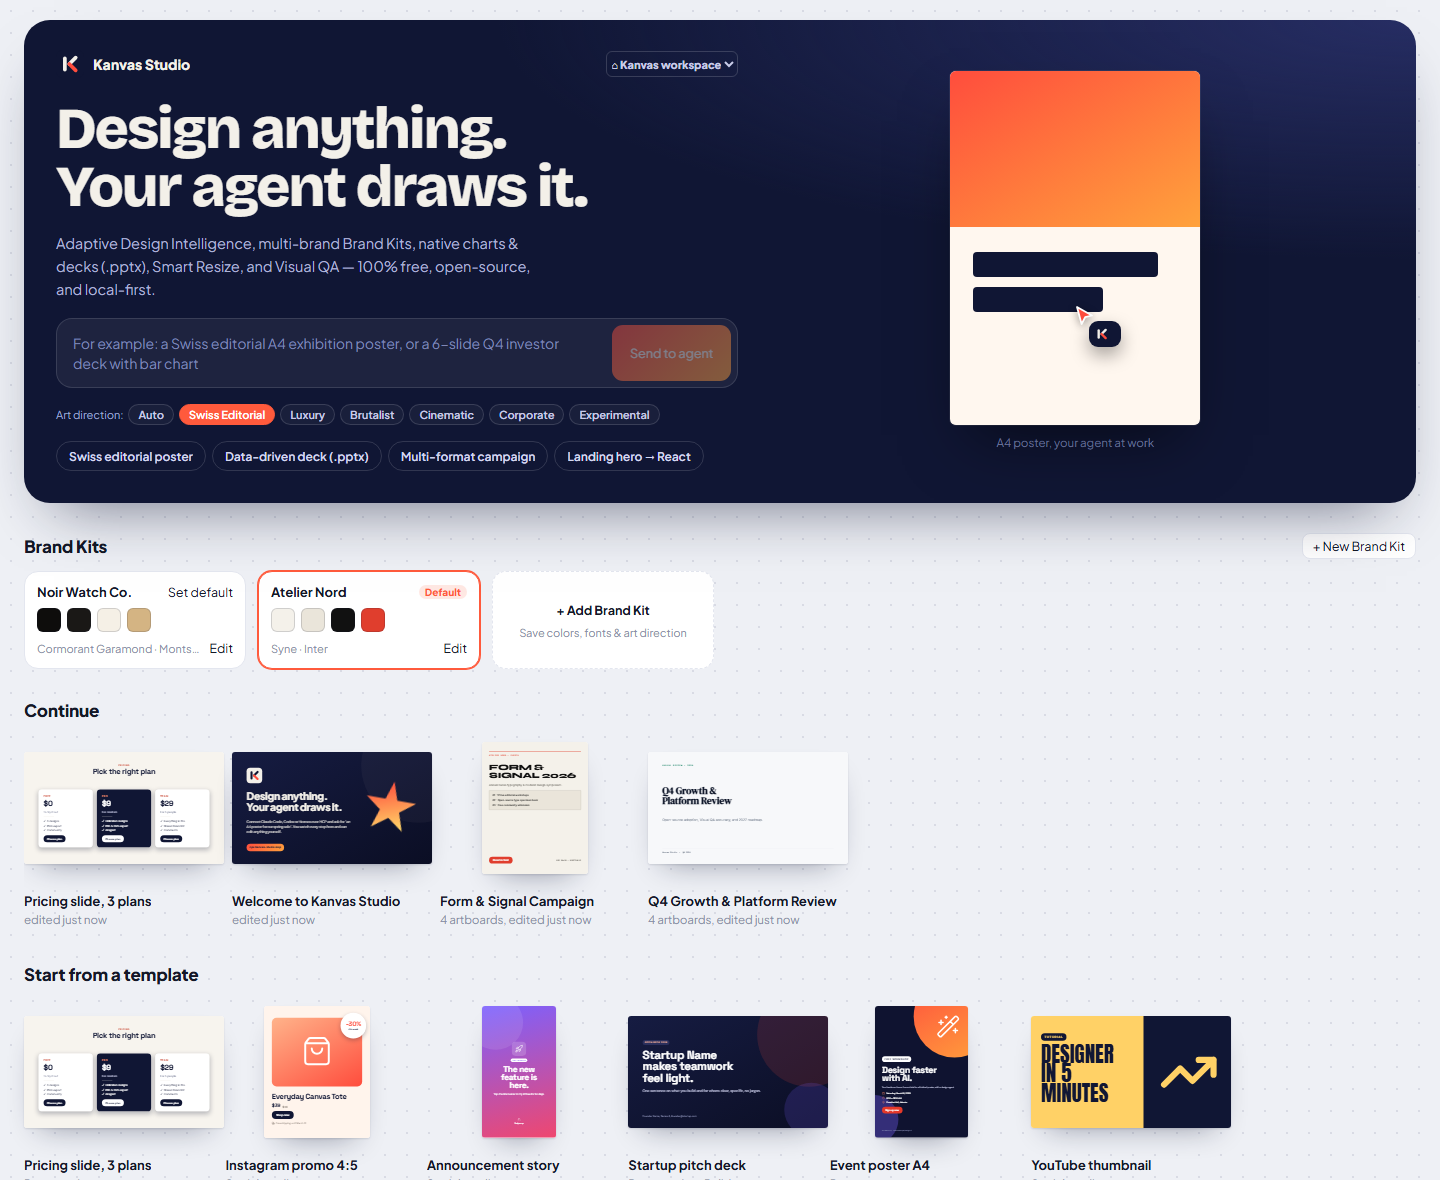 Kanvas Studio
⌂ Kanvas workspace
Design anything.
Your agent draws it.
Adaptive Design Intelligence, multi-brand Brand Kits, native charts &
decks (.pptx), Smart Resize, and Visual QA — 100% free, open-source,
and local-first.
For example: a Swiss editorial A4 exhibition poster, or a 6–slide Q4 investor
deck with bar chart
Send to agent
Art direction: Auto Swiss Editorial Luxury Brutalist Cinematic Corporate Experimental
Swiss editorial poster Data-driven deck (.pptx) Multi-format campaign Landing hero → React
A4 poster, your agent at work
Brand Kits
+ New Brand Kit
Noir Watch Co. Set default
Cormorant Garamond · Monts... Edit
Atelier Nord Default
Syne · Inter Edit
+ Add Brand Kit
Save colors, fonts & art direction
Continue
Pick the right plan
$0 $9 $29
Design anything.
Your agent draws it.
FORM &
SIGNAL 2026
Q4 Growth &
Platform Review
Pricing slide, 3 plans
edited just now
Welcome to Kanvas Studio
edited just now
Form & Signal Campaign
4 artboards, edited just now
Q4 Growth & Platform Review
4 artboards, edited just now
Start from a template
Pick the right plan
$0 $9 $29
-30%
Everyday Canvas Tote
The new
feature is
here.
Startup Name
makes teamwork
feel light.
Design faster
with AI.
TUTORIAL
DESIGNER
IN 5
MINUTES
Pricing slide, 3 plans
Instagram promo 4:5
Announcement story
Startup pitch deck
Event poster A4
YouTube thumbnail